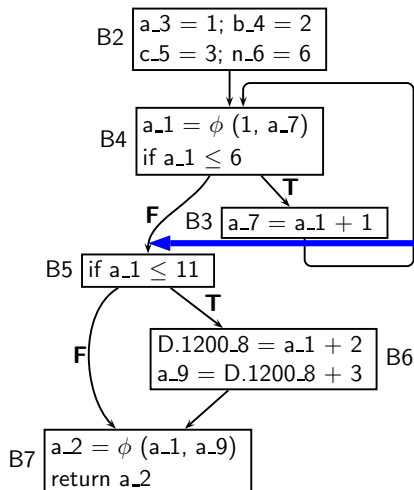 B2
a_3 = 1; b_4 = 2
c_5 = 3; n_6 = 6
B4
a_1 = ϕ (1, a_7)
if a_1 ≤ 6
F
T
B3
a_7 = a_1 + 1
B5
if a_1 ≤ 11
F
T
D.1200_8 = a_1 + 2
a_9 = D.1200_8 + 3
B6
B7
a_2 = ϕ (a_1, a_9)
return a_2